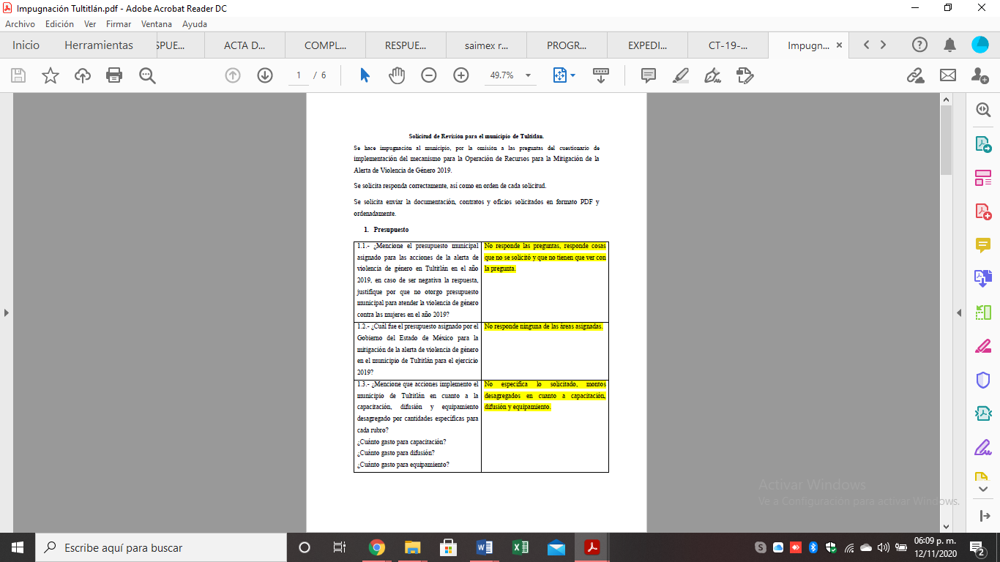 Impugnación Tultitlán.pdf - Adobe Acrobat Reader DC
Archivo Edición Ver Firmar Ventana Ayuda
Inicio Herramientas SPUE... ACTA D... COMPL... RESPUE... saimex r... PROGR... EXPEDI... CT-19-... Impugn...
1 / 6 49.7%
Solicitud de Revisión para el municipio de Tultitlán.
Se hace impugnación al municipio, por la omisión a las preguntas del cuestionario de
implementación del mecanismo para la Operación de Recursos para la Mitigación de la
Alerta de Violencia de Género 2019.
Se solicita responda correctamente, así como en orden de cada solicitud.
Se solicita enviar la documentación, contratos y oficios solicitados en formato PDF y
ordenadamente.
1. Presupuesto
1.1.- ¿Mencione el presupuesto municipal
asignado para las acciones de la alerta de
violencia de género en Tultitlán en el año
2019, en caso de ser negativa la respuesta,
justifique por que no otorgo presupuesto
municipal para atender la violencia de género
contra las mujeres en el año 2019?
No responde las preguntas, responde cosas
que no se solicitó y que no tienen que ver con
la pregunta.
1.2.- ¿Cuál fue el presupuesto asignado por el
Gobierno del Estado de México para la
mitigación de la alerta de violencia de género
en el municipio de Tultitlán para el ejercicio
2019?
No responde ninguna de las áreas asignadas.
1.3.- ¿Mencione que acciones implemento el
municipio de Tultitlán en cuanto a la
capacitación, difusión y equipamiento
desagregado por cantidades específicas para
cada rubro?
¿Cuánto gasto para capacitación?
¿Cuánto gasto para difusión?
¿Cuánto gasto para equipamiento?
No especifica lo solicitado, montos
desagregados en cuanto a capacitación,
difusión y equipamiento.
Activar Windows
Ve a Configuración para activar Windows.
Escribe aquí para buscar
06:09 p. m.
12/11/2020
2